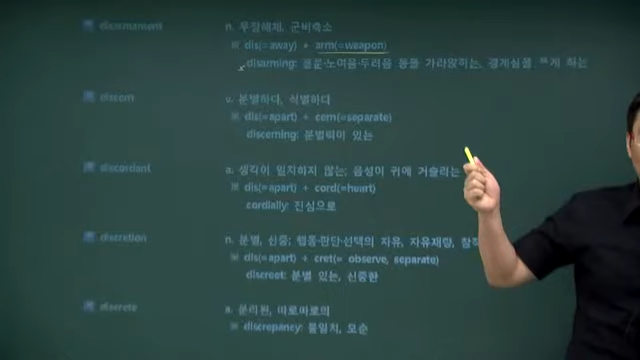 disarmament n. 무장해제, 군비축소
dis(=away) + arm(=weapon)
disarming: 노여움·두려움 등을 가라앉히는, 경계심을 하는
discern v. 분별하다, 식별하다
dis(=apart) + cern(=separate)
discerning: 분별력이 있는
discordant a. 생각이 일치하지 않는; 음성이 귀에 거슬리는
dis(=apart) + cord(=heart)
cordially: 진심으로
discretion n. 분별, 신중; 행동·판단·선택의 자유, 자유재량,
dis(=apart) + cret(= observe, separate)
discreet: 분별 있는, 신중한
discrete a. 분리된, 따로따로의
discrepancy: 불일치, 모순